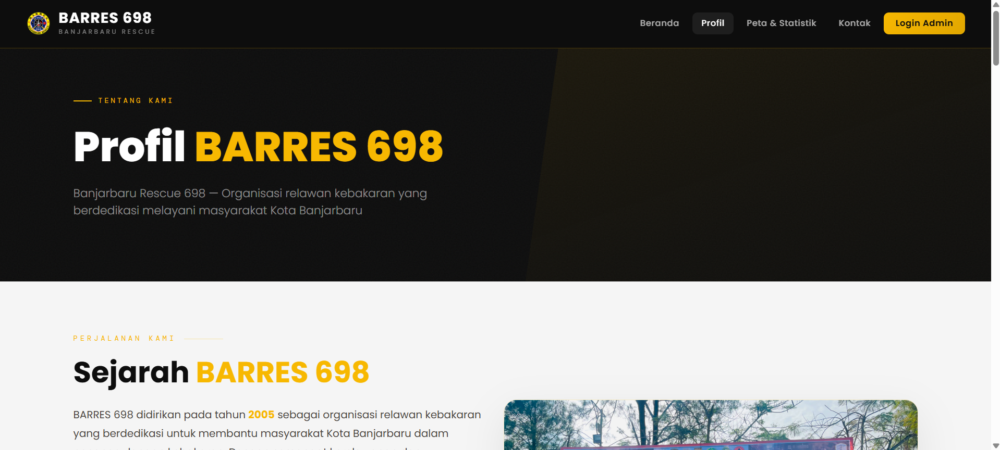 BARRES 698
BANJARBARU RESCUE
Beranda
Profil
Peta & Statistik
Kontak
Login Admin
TENTANG KAMI
Profil BARRES 698
Banjarbaru Rescue 698 — Organisasi relawan kebakaran yang
berdedikasi melayani masyarakat Kota Banjarbaru
PERJALANAN KAMI
Sejarah BARRES 698
BARRES 698 didirikan pada tahun 2005 sebagai organisasi relawan kebakaran
yang berdedikasi untuk membantu masyarakat Kota Banjarbaru dalam